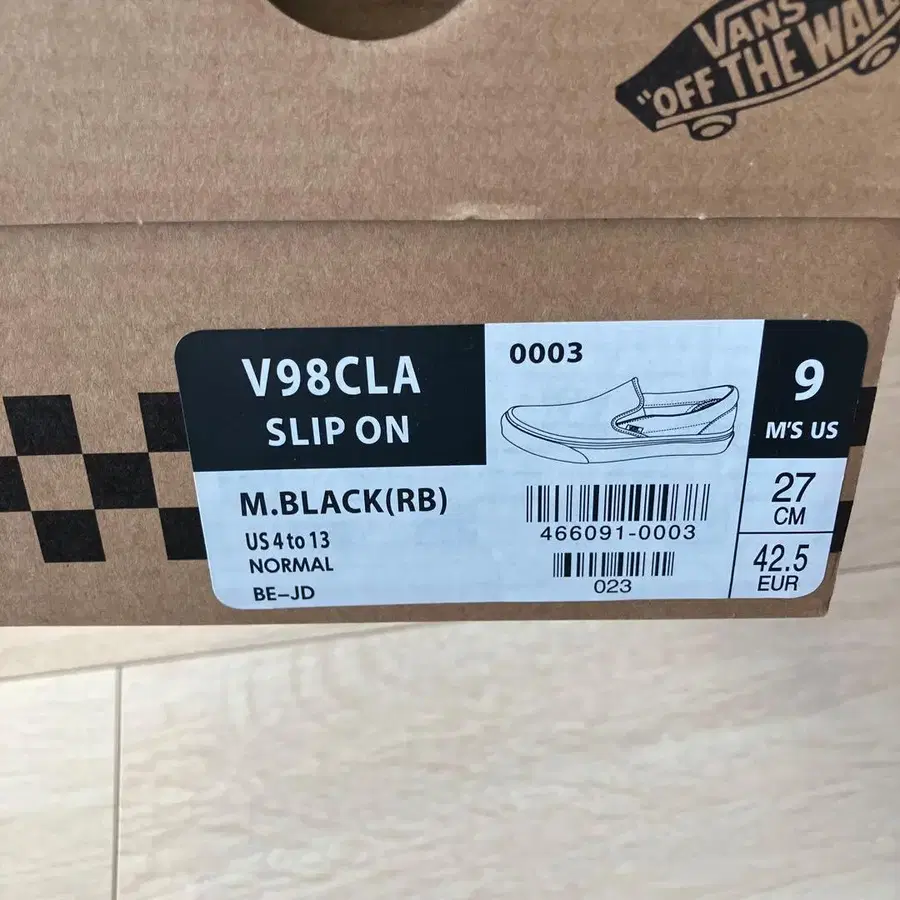 VANS
"OFF THE WALL
V98CLA
SLIP ON
0003
9
M'S US
M.BLACK(RB)
US 4 to 13
NORMAL
BE-JD
466091-0003
023
27
CM
42.5
EUR